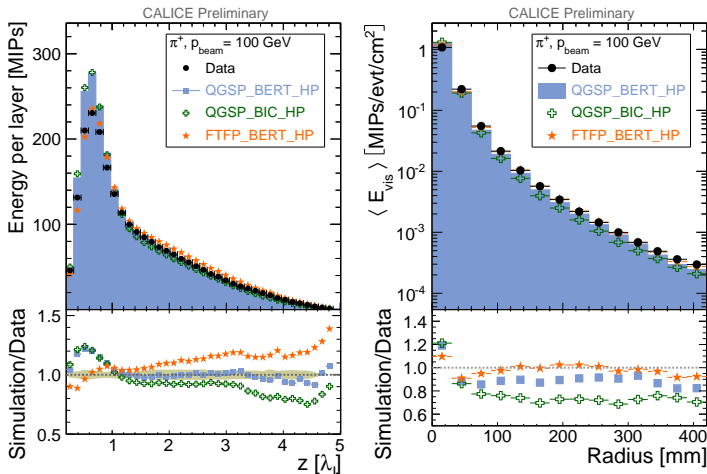 CALICE Preliminary
π⁺, p_beam = 100 GeV
Data
QGSP_BERT_HP
QGSP_BIC_HP
FTFP_BERT_HP
Energy per layer [MIPs]
300
200
100
Simulation/Data
1.5
1.0
0.5
0 1 2 3 4 5
z [λ_I]
CALICE Preliminary
π⁺, p_beam = 100 GeV
Data
QGSP_BERT_HP
QGSP_BIC_HP
FTFP_BERT_HP
⟨ E_vis ⟩ [MIPs/evt/cm²]
1
10⁻¹
10⁻²
10⁻³
10⁻⁴
Simulation/Data
1.4
1.2
1.0
0.8
0.6
0 100 200 300 400
Radius [mm]